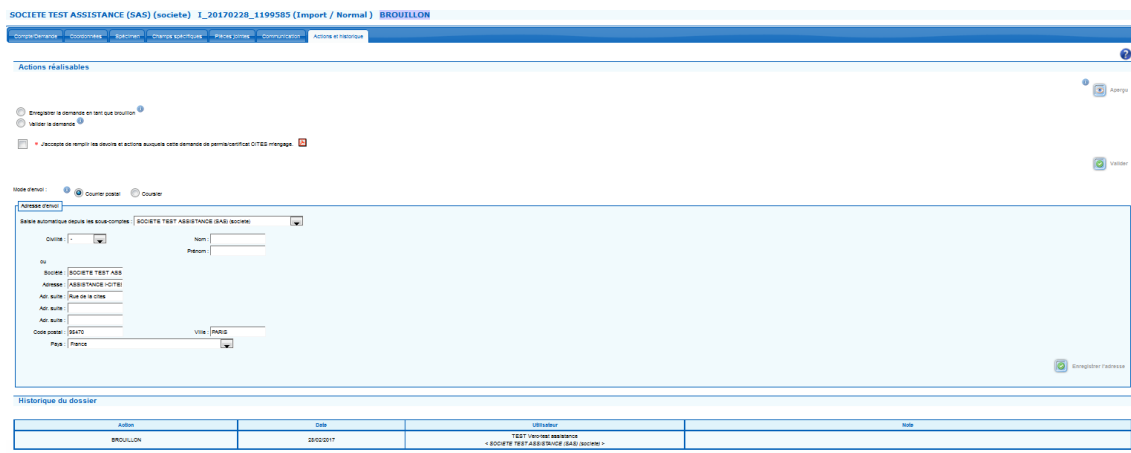 SOCIETE TEST ASSISTANCE (SAS) (societe) I_20170228_1199585 (Import / Normal ) BROUILLON
Compte/Demande Coordonnées Spécimen Champs spécifiques Pièces jointes Communication Actions et historique
Actions réalisables
Aperçu
Enregistrer la demande en tant que brouillon
Valider la demande
* J'accepte de remplir les devoirs et actions auxquels cette demande de permis/certificat CITES m'engage.
Valider
Mode d'envoi : Courrier postal Coursier
Adresse d'envoi
Saisie automatique depuis les sous-comptes : SOCIETE TEST ASSISTANCE (SAS) (societe)
Civilité : - Nom :
Prénom :
ou
Société : SOCIETE TEST ASS
Adresse : ASSISTANCE I-CITE
Adr. suite : Rue de la cites
Adr. suite :
Adr. suite :
Code postal : 95470 Ville : PARIS
Pays : France
Enregistrer l'adresse
Historique du dossier
Action Date Utilisateur Note
BROUILLON 28/02/2017 TEST Vero-test assistance
< SOCIETE TEST ASSISTANCE (SAS) (societe) >